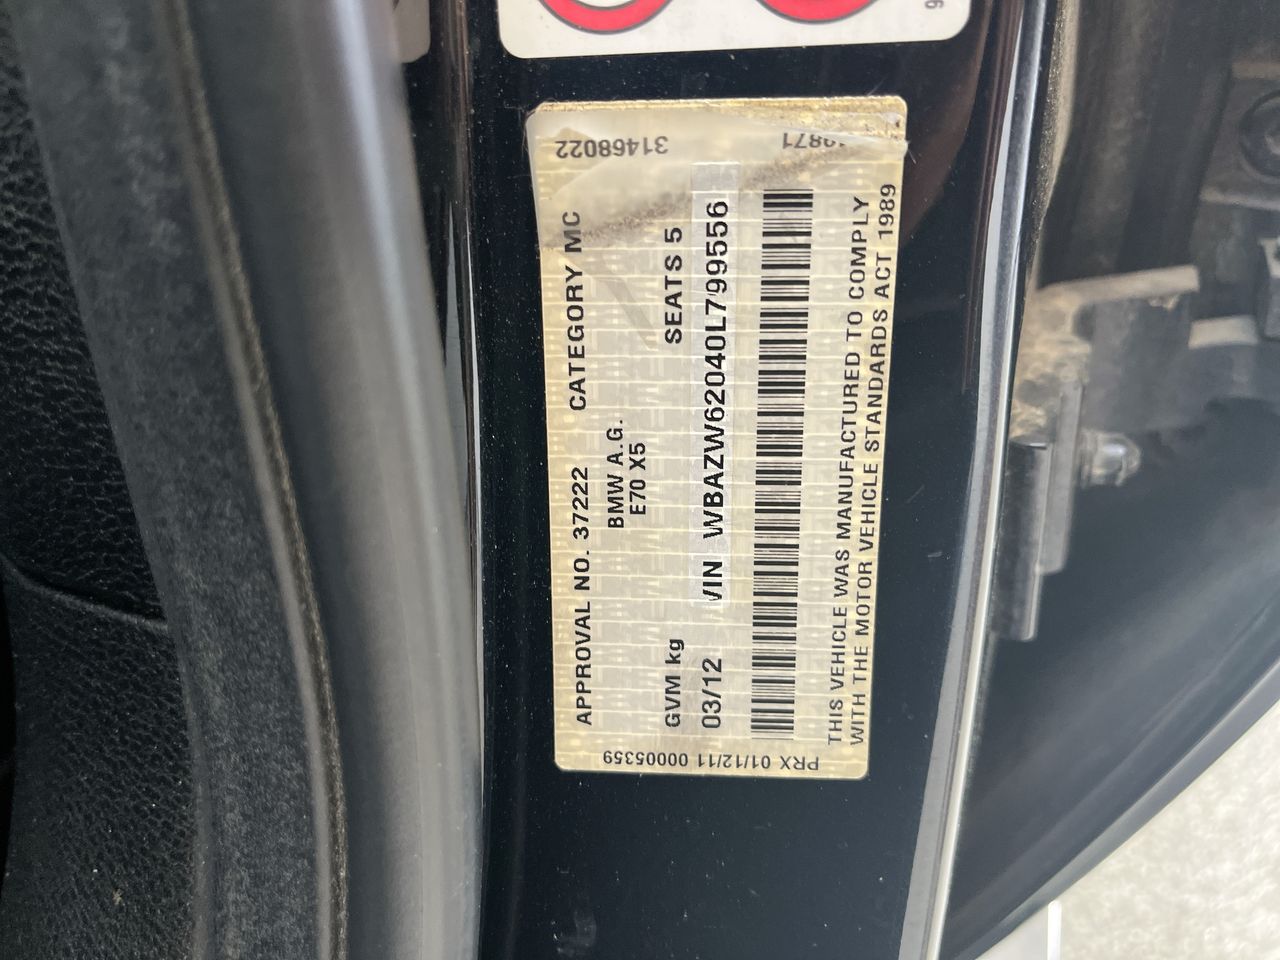 APPROVAL NO. 37222 CATEGORY MC
BMW A.G.
E70 X5
GVM kg SEATS 5
03/12 VIN WBAZW62040L799556
THIS VEHICLE WAS MANUFACTURED TO COMPLY
WITH THE MOTOR VEHICLE STANDARDS ACT 1989
PRX 01/12/11 00005359
31468022